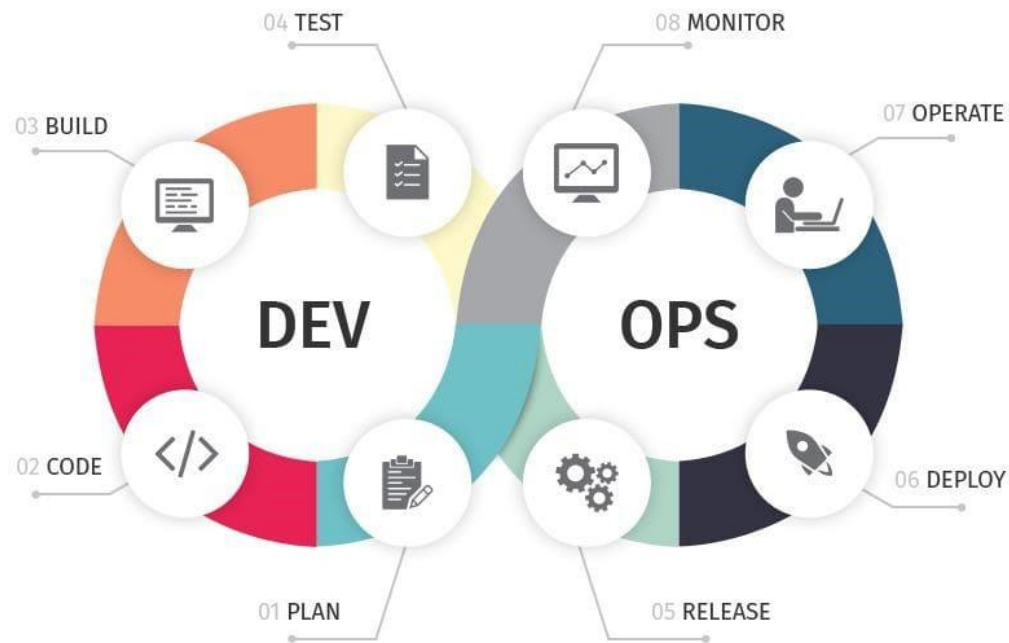 04 TEST
08 MONITOR
03 BUILD
07 OPERATE
DEV
OPS
</>
02 CODE
06 DEPLOY
01 PLAN
05 RELEASE